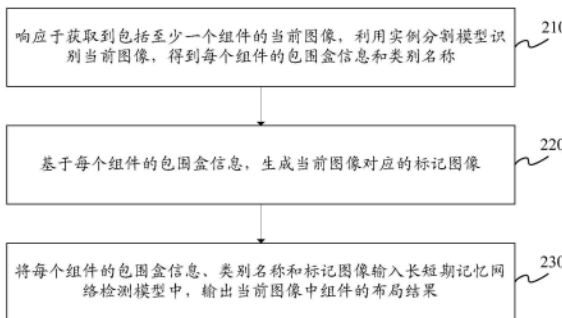 响应于获取到包括至少一个组件的当前图像，利用实例分割模型识
别当前图像，得到每个组件的包围盒信息和类别名称
210
基于每个组件的包围盒信息，生成当前图像对应的标记图像
220
将每个组件的包围盒信息、类别名称和标记图像输入长短期记忆网
络检测模型中，输出当前图像中组件的布局结果
230